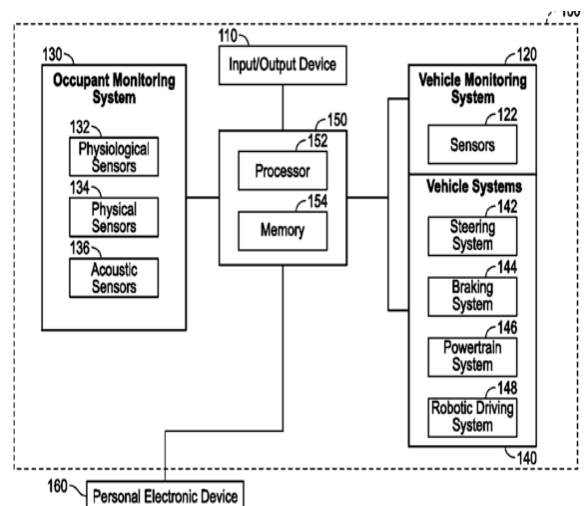 100
110
Input/Output Device
130
Occupant Monitoring
System
132
Physiological
Sensors
134
Physical
Sensors
136
Acoustic
Sensors
150
152
Processor
154
Memory
120
Vehicle Monitoring
System
122
Sensors
Vehicle Systems
142
Steering
System
144
Braking
System
146
Powertrain
System
148
Robotic Driving
System
140
160
Personal Electronic Device